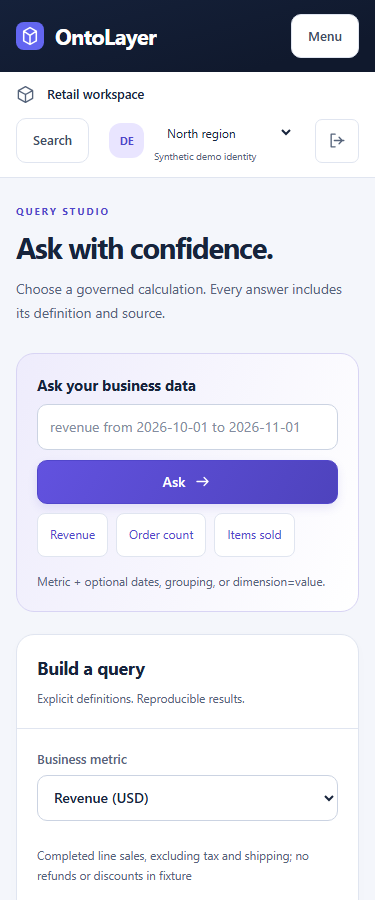 OntoLayer
Menu
Retail workspace
Search
DE
North region
Synthetic demo identity
QUERY STUDIO
Ask with confidence.
Choose a governed calculation. Every answer includes
its definition and source.
Ask your business data
revenue from 2026-10-01 to 2026-11-01
Ask →
Revenue
Order count
Items sold
Metric + optional dates, grouping, or dimension=value.
Build a query
Explicit definitions. Reproducible results.
Business metric
Revenue (USD)
Completed line sales, excluding tax and shipping; no
refunds or discounts in fixture